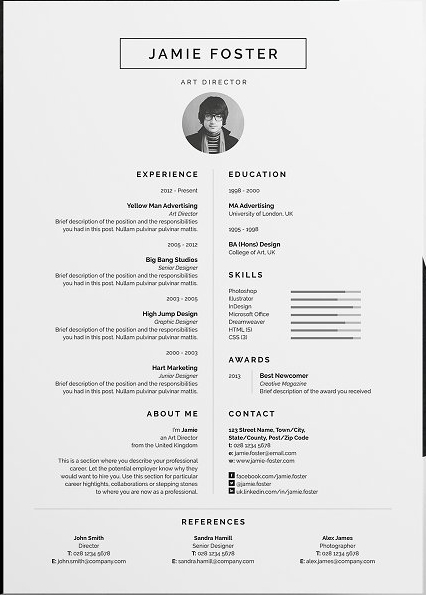 JAMIE FOSTER
ART DIRECTOR
EXPERIENCE
2012 - Present
Yellow Man Advertising
Art Director
Brief description of the position and the responsibilities
you had in this post. Nullam pulvinar pulvinar mattis.
2005 - 2012
Big Bang Studios
Senior Designer
Brief description of the position and the responsibilities
you had in this post. Nullam pulvinar pulvinar mattis.
2003 - 2005
High Jump Design
Graphic Designer
Brief description of the position and the responsibilities
you had in this post. Nullam pulvinar pulvinar mattis.
2000 - 2003
Hart Marketing
Junior Designer
Brief description of the position and the responsibilities
you had in this post. Nullam pulvinar pulvinar mattis.
ABOUT ME
I'm Jamie
an Art Director
from the United Kingdom
This is a section where you describe your professional
career. Let the potential employer know why they
would want to hire you. Use this section for particular
career highlights, collaborations or stepping stones
to where you are now as a professional.
EDUCATION
1998 - 2000
MA Advertising
University of London, UK
1995 - 1998
BA (Hons) Design
College of Art, UK
SKILLS
Photoshop
Illustrator
InDesign
Microsoft Office
Dreamweaver
HTML (5)
CSS (3)
AWARDS
2013
Best Newcomer
Creative Magazine
Brief description of the award you received
CONTACT
123 Street Name, Town/City,
State/County, Post/Zip Code
t: 028 1234 5678
e: jamie.foster@email.com
w: www.jamie-foster.com
facebook.com/jamie.foster
@jamie.foster
uk.linkedin.com/in/jamie.foster
REFERENCES
John Smith
Director
T: 028 1234 5678
E: john.smith@company.com
Sandra Hamill
Senior Designer
T: 028 1234 5678
E: sandra.hamill@company.com
Alex James
Photographer
T: 028 1234 5678
E: alex.james@company.com